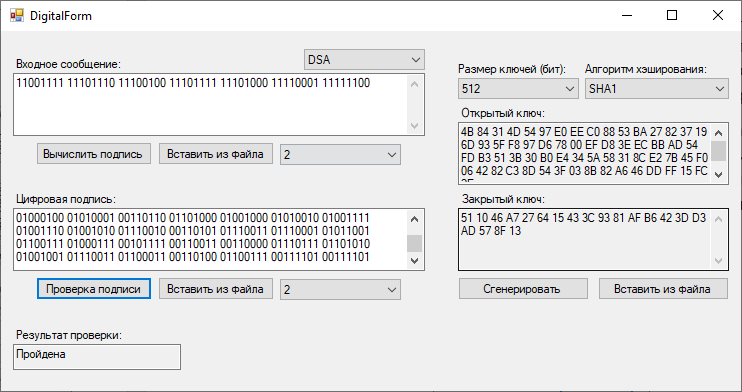 DigitalForm
Входное сообщение:
DSA
11001111 11101110 11100100 11101111 11101000 11110001 11111100
Вычислить подпись
Вставить из файла
2
Цифровая подпись:
01000100 01010001 00110110 01101000 01001000 01010010 01001111
01001110 01001010 01110010 00110101 01110011 01110001 01011001
01100111 01000111 00101111 00110011 00110000 01110111 01101010
01001001 01110011 01100011 00110100 01100111 00111101 00111101
Проверка подписи
Вставить из файла
2
Результат проверки:
Пройдена
Размер ключей (бит):
Алгоритм хэширования:
512
SHA1
Открытый ключ:
4B 84 31 4D 54 97 E0 EE C0 88 53 BA 27 82 37 19
6D 93 5F F8 97 D6 78 00 EF D8 3E EC BB AD 54
FD B3 51 3B 30 B0 E4 34 5A 58 31 8C E2 7B 45 F0
06 42 82 C3 8D 54 3F 03 8B 82 A6 46 DD FF 15 FC
Закрытый ключ:
51 10 46 A7 27 64 15 43 3C 93 81 AF B6 42 3D D3
AD 57 8F 13
Сгенерировать
Вставить из файла